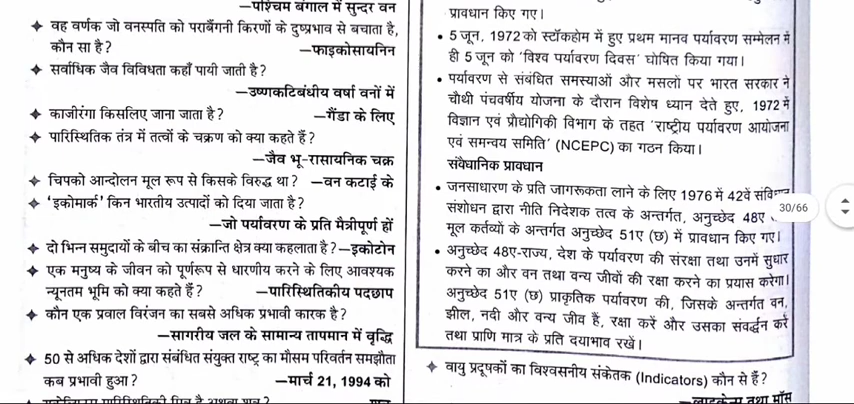 —पश्चिम बंगाल में सुन्दर वन
वह वर्णक जो वनस्पति को पराबैंगनी किरणों के दुष्प्रभाव से बचाता है,
कौन सा है? —फाइकोसायनिन
सर्वाधिक जैव विविधता कहाँ पायी जाती है?
—उष्णकटिबंधीय वर्षा वनों में
काजीरंगा किसलिए जाना जाता है? —गैंडा के लिए
पारिस्थितिक तंत्र में तत्वों के चक्रण को क्या कहते हैं?
—जैव भू-रासायनिक चक्र
चिपको आन्दोलन मूल रूप से किसके विरुद्ध था? —वन कटाई के
‘इकोमार्क’ किन भारतीय उत्पादों को दिया जाता है?
—जो पर्यावरण के प्रति मैत्रीपूर्ण हों
दो भिन्न समुदायों के बीच का संक्रान्ति क्षेत्र क्या कहलाता है?—इकोटोन
एक मनुष्य के जीवन को पूर्णरूप से धारणीय करने के लिए आवश्यक
न्यूनतम भूमि को क्या कहते हैं? —पारिस्थितिकीय पदछाप
कौन एक प्रवाल विरंजन का सबसे अधिक प्रभावी कारक है?
—सागरीय जल के सामान्य तापमान में वृद्धि
50 से अधिक देशों द्वारा संबंधित संयुक्त राष्ट्र का मौसम परिवर्तन समझौता
कब प्रभावी हुआ? —मार्च 21, 1994 को
प्रावधान किए गए।
• 5 जून, 1972 को स्टॉकहोम में हुए प्रथम मानव पर्यावरण सम्मेलन में
ही 5 जून को ‘विश्व पर्यावरण दिवस’ घोषित किया गया।
• पर्यावरण से संबंधित समस्याओं और मसलों पर भारत सरकार ने
चौथी पंचवर्षीय योजना के दौरान विशेष ध्यान देते हुए, 1972 में
विज्ञान एवं प्रौद्योगिकी विभाग के तहत ‘राष्ट्रीय पर्यावरण आयोजना
एवं समन्वय समिति’ (NCEPC) का गठन किया।
संवैधानिक प्रावधान
• जनसाधारण के प्रति जागरूकता लाने के लिए 1976 में 42वें
संशोधन द्वारा नीति निदेशक तत्व के अन्तर्गत, अनुच्छेद 48ए
मूल कर्तव्यों के अन्तर्गत अनुच्छेद 51ए (छ) में प्रावधान किए गए।
• अनुच्छेद 48ए-राज्य, देश के पर्यावरण की संरक्षा तथा उनमें सुधार
करने का और वन तथा वन्य जीवों की रक्षा करने का प्रयास करेगा।
अनुच्छेद 51ए (छ) प्राकृतिक पर्यावरण की, जिसके अन्तर्गत वन,
झील, नदी और वन्य जीव हैं, रक्षा करें और उसका संवर्द्धन करें
तथा प्राणि मात्र के प्रति दयाभाव रखें।
वायु प्रदूषकों का विश्वसनीय संकेतक (Indicators) कौन से हैं?
—लाइकेन्स तथा मॉस
30/66